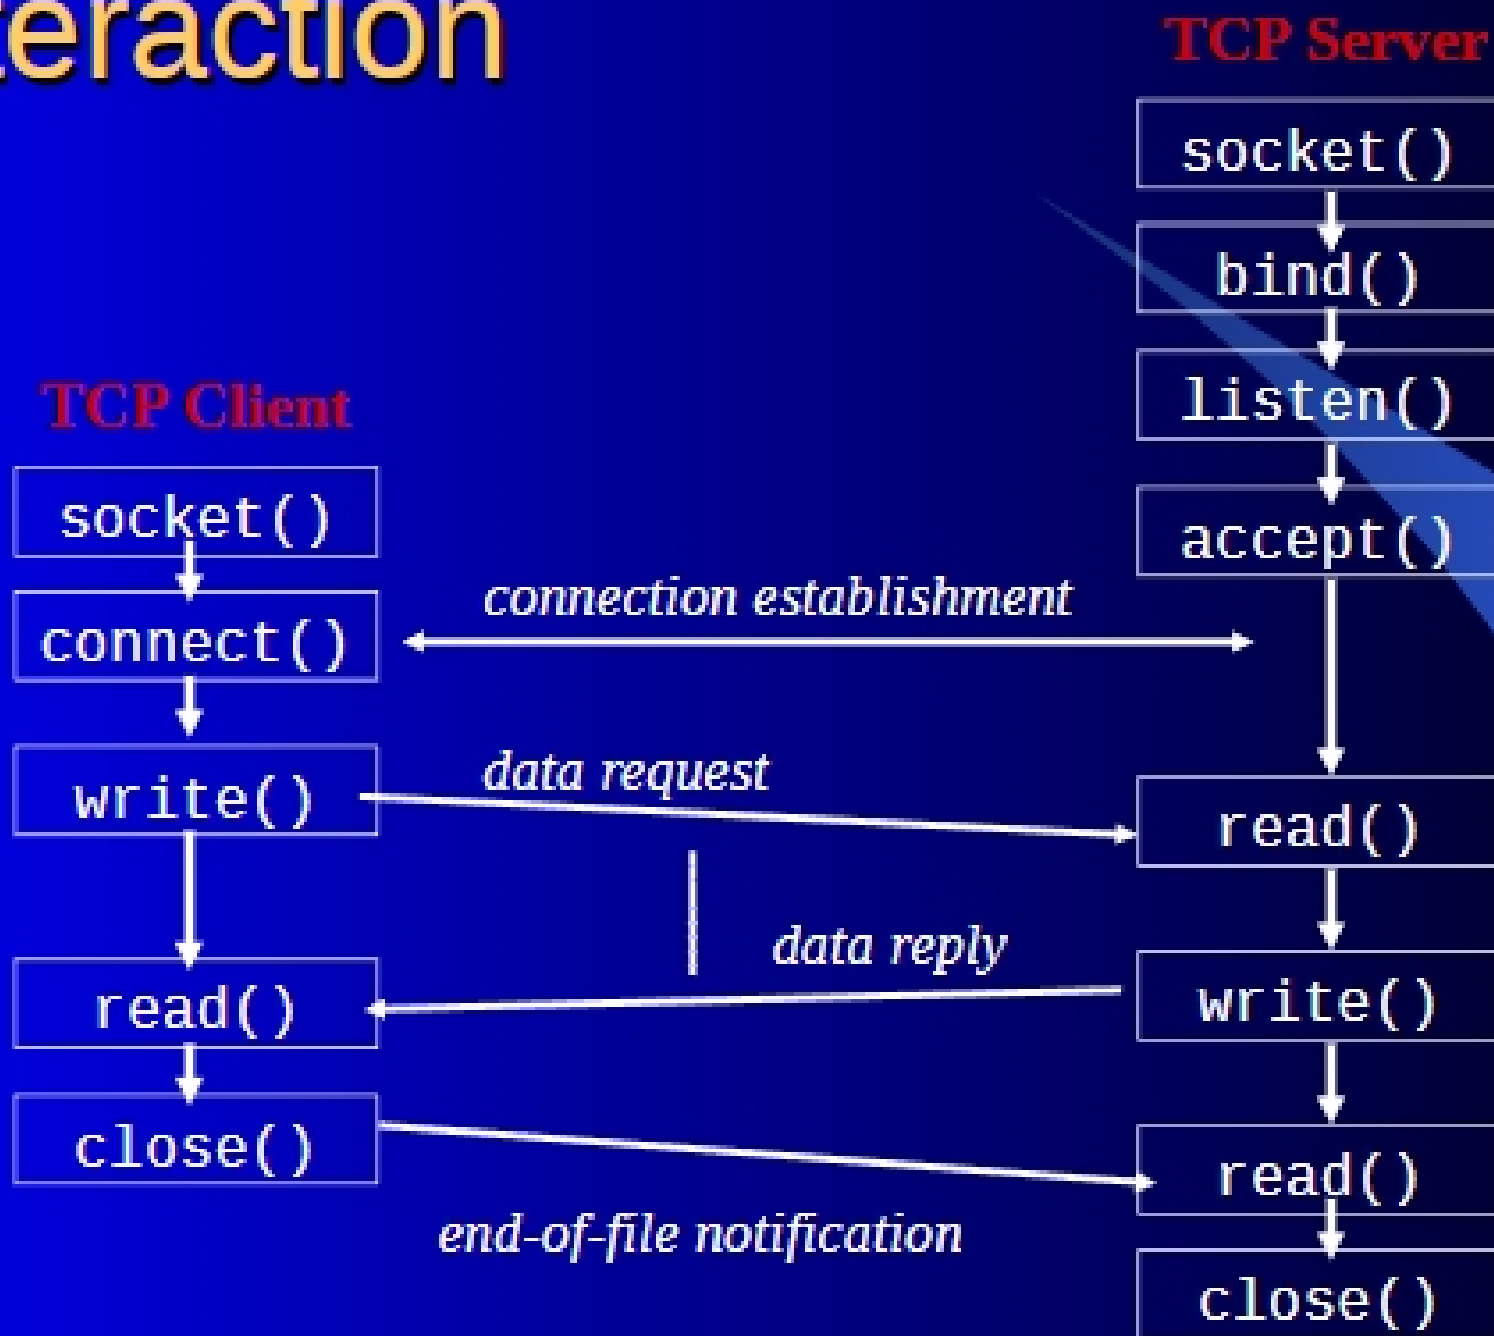 teraction
TCP Server
socket()
bind()
listen()
accept()
TCP Client
socket()
connect()
connection establishment
write()
data request
read()
data reply
write()
read()
close()
end-of-file notification
read()
close()